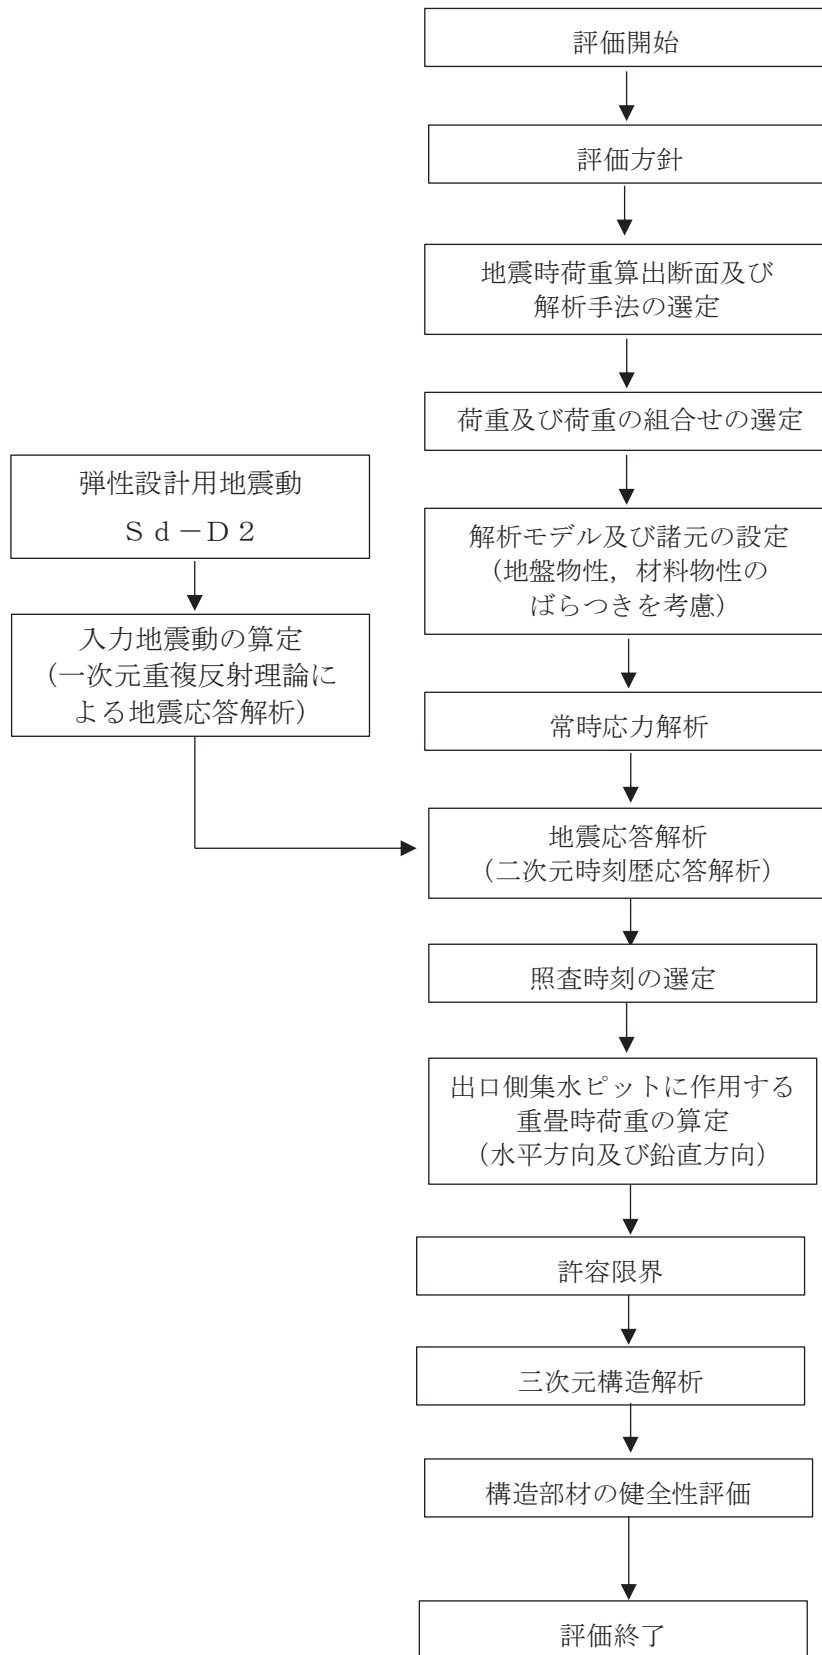 評価開始
評価方針
地震時荷重算出断面及び
解析手法の選定
荷重及び荷重の組合せの選定
弾性設計用地震動
Ｓｄ－Ｄ２
解析モデル及び諸元の設定
（地盤物性，材料物性の
ばらつきを考慮）
入力地震動の算定
（一次元重複反射理論に
よる地震応答解析）
常時応力解析
地震応答解析
（二次元時刻歴応答解析）
照査時刻の選定
出口側集水ピットに作用する
重畳時荷重の算定
（水平方向及び鉛直方向）
許容限界
三次元構造解析
構造部材の健全性評価
評価終了